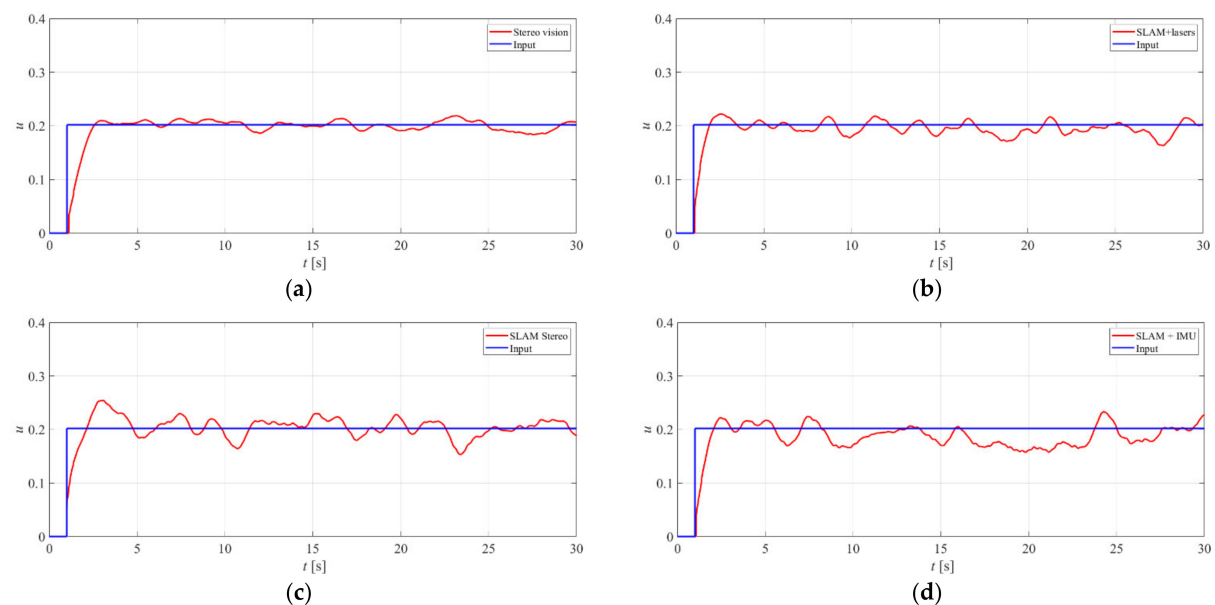 0.4
0.3
0.2
0.1
0
u
Stereo vision
Input
0 5 10 15 20 25 30
t [s]
(a)
0.4
0.3
0.2
0.1
0
u
SLAM+lasers
Input
0 5 10 15 20 25 30
t [s]
(b)
0.4
0.3
0.2
0.1
0
u
SLAM Stereo
Input
0 5 10 15 20 25 30
t [s]
(c)
0.4
0.3
0.2
0.1
0
u
SLAM + IMU
Input
0 5 10 15 20 25 30
t [s]
(d)